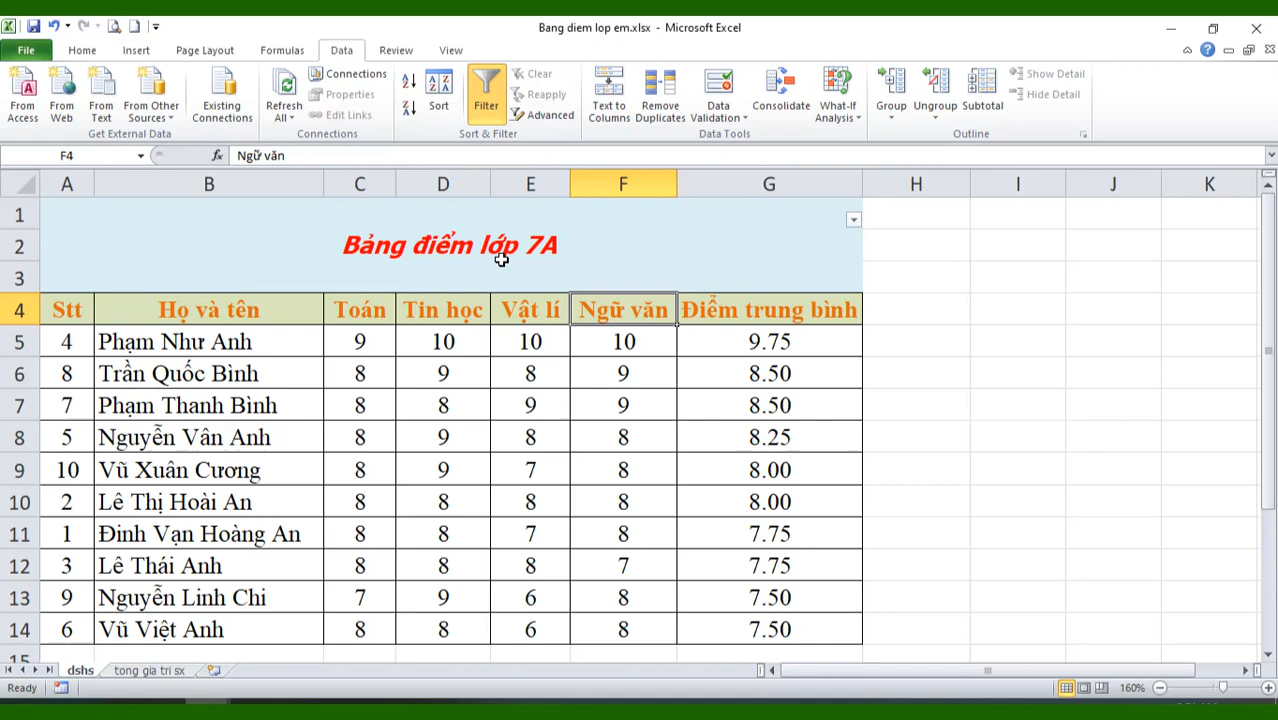 Bang diem lop em.xlsx - Microsoft Excel
File Home Insert Page Layout Formulas Data Review View
From Access
From Web
From Text
From Other Sources
Existing Connections
Get External Data
Refresh All
Connections
Properties
Edit Links
Connections
Sort
Filter
Clear
Reapply
Advanced
Sort & Filter
Text to Columns
Remove Duplicates
Data Validation
Consolidate
What-If Analysis
Data Tools
Group
Ungroup
Subtotal
Show Detail
Hide Detail
Outline
F4 fx Ngữ văn
A B C D E F G H I J K
1
2 Bảng điểm lớp 7A
3
4 Stt Họ và tên Toán Tin học Vật lí Ngữ văn Điểm trung bình
5 4 Phạm Như Anh 9 10 10 10 9.75
6 8 Trần Quốc Bình 8 9 8 9 8.50
7 7 Phạm Thanh Bình 8 8 9 9 8.50
8 5 Nguyễn Vân Anh 8 9 8 8 8.25
9 10 Vũ Xuân Cương 8 9 7 8 8.00
10 2 Lê Thị Hoài An 8 8 8 8 8.00
11 1 Đinh Vạn Hoàng An 8 8 7 8 7.75
12 3 Lê Thái Anh 8 8 8 7 7.75
13 9 Nguyễn Linh Chi 7 9 6 8 7.50
14 6 Vũ Việt Anh 8 8 6 8 7.50
15
dshs tong gia tri sx
Ready 160%